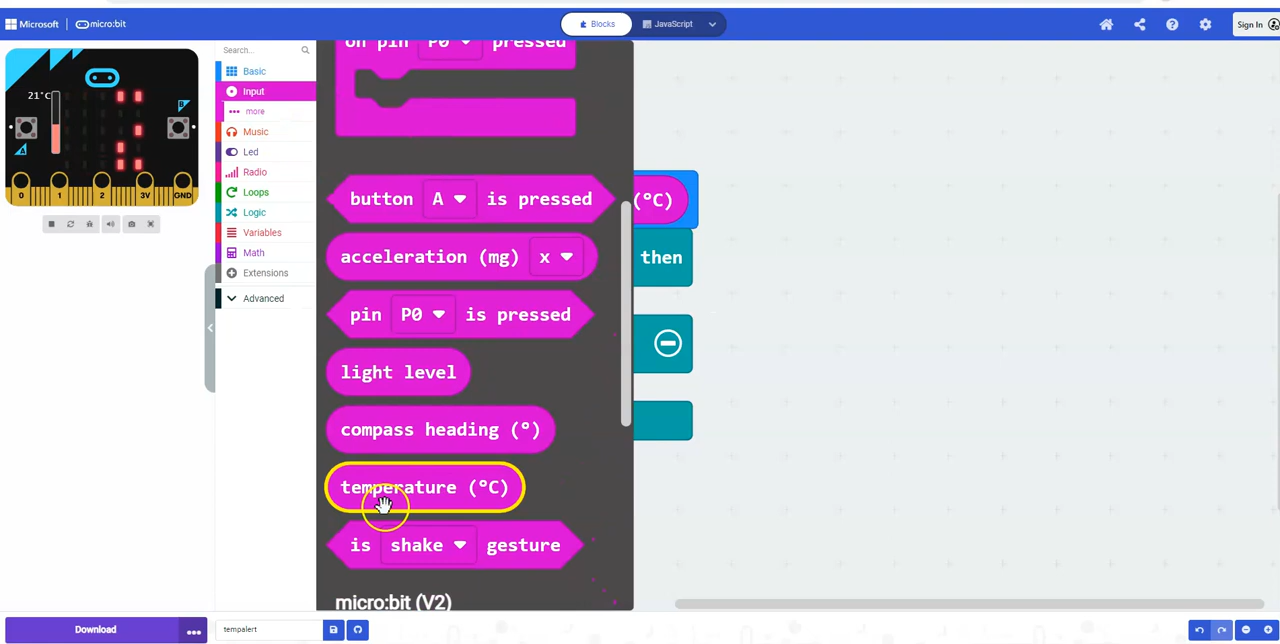 Microsoft micro:bit Blocks JavaScript Sign In
21°C
A
B
0 1 2 3V GND
Search...
Basic
Input
more
Music
Led
Radio
Loops
Logic
Variables
Math
Extensions
Advanced
on pin P0 pressed
button A is pressed
acceleration (mg) x
pin P0 is pressed
light level
compass heading (°)
temperature (°C)
is shake gesture
micro:bit (V2)
(°C)
then
Download
tempalert